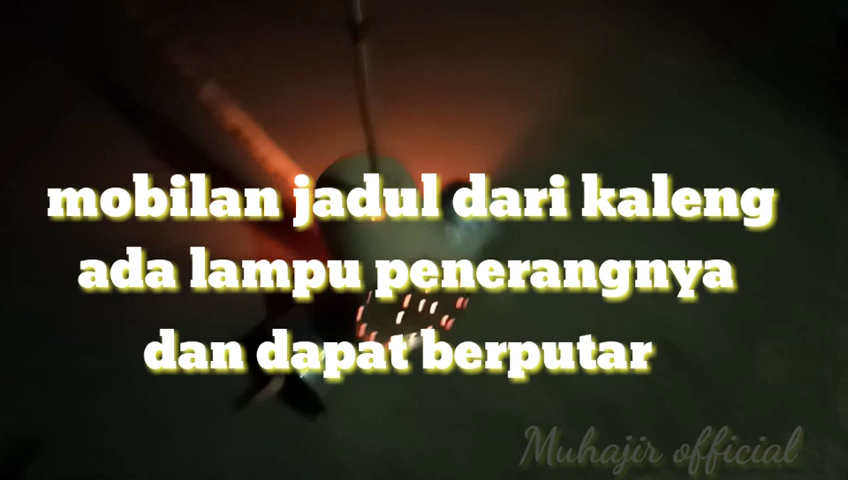 mobilan jadul dari kaleng
ada lampu penerangnya
dan dapat berputar
Muhajir official